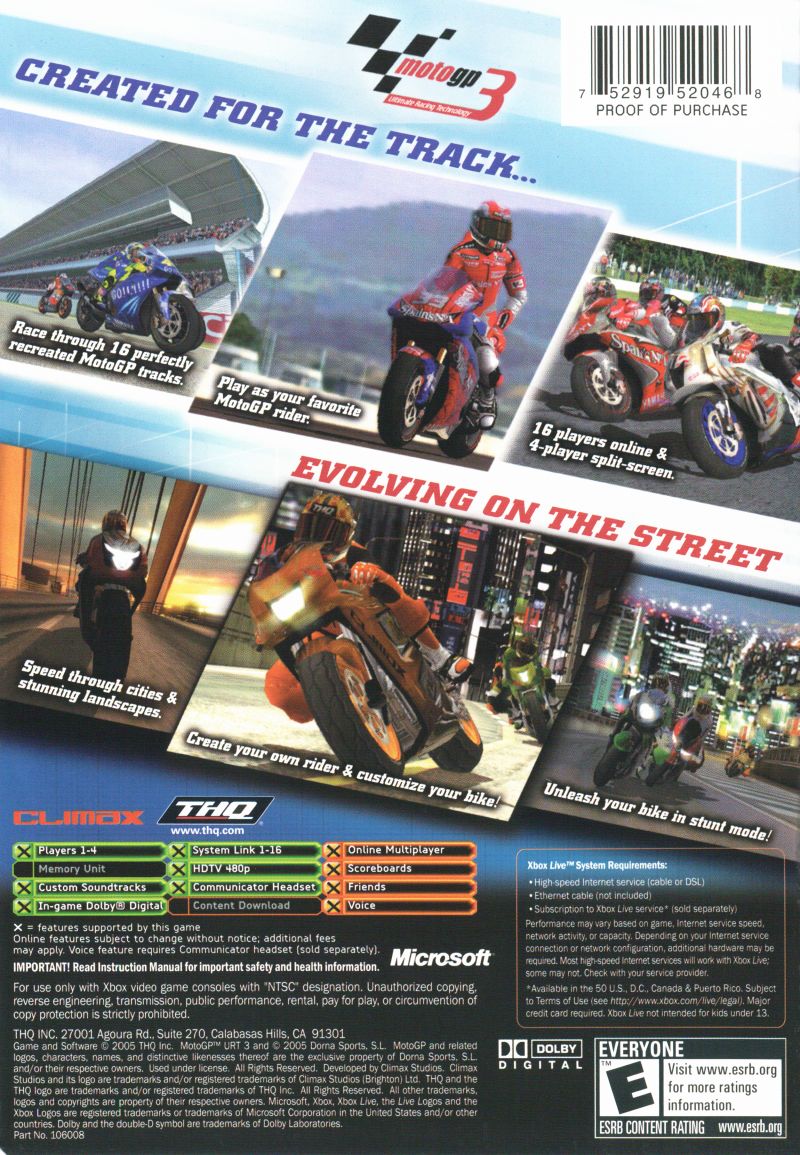 motogp 3
Ultimate Racing Technology
7 52919 52046 8
PROOF OF PURCHASE
CREATED FOR THE TRACK...
GO!!!!!!!
Race through 16 perfectly
recreated MotoGP tracks.
Play as your favorite
MotoGP rider.
16 players online &
4-player split-screen.
EVOLVING ON THE STREET
THQ
CLIMAX
Speed through cities &
stunning landscapes.
Create your own rider & customize your bike!
Unleash your bike in stunt mode!
CLIMAX
THQ
www.thq.com
Players 1-4
System Link 1-16
Online Multiplayer
Memory Unit
HDTV 480p
Scoreboards
Custom Soundtracks
Communicator Headset
Friends
In-game Dolby® Digital
Content Download
Voice
X = features supported by this game
Online features subject to change without notice; additional fees
may apply. Voice feature requires Communicator headset (sold separately).
IMPORTANT! Read Instruction Manual for important safety and health information.
Microsoft
For use only with Xbox video game consoles with "NTSC" designation. Unauthorized copying,
reverse engineering, transmission, public performance, rental, pay for play, or circumvention of
copy protection is strictly prohibited.
Xbox Live™ System Requirements:
• High-speed Internet service (cable or DSL)
• Ethernet cable (not included)
• Subscription to Xbox Live service* (sold separately)
Performance may vary based on game, Internet service speed,
network activity, or capacity. Depending on your Internet service
connection or network configuration, additional hardware may be
required. Most high-speed Internet services will work with Xbox Live;
some may not. Check with your service provider.
*Available in the 50 U.S., D.C., Canada & Puerto Rico. Subject
to Terms of Use (see http://www.xbox.com/live/legal). Major
credit card required. Xbox Live not intended for kids under 13.
THQ INC. 27001 Agoura Rd., Suite 270, Calabasas Hills, CA 91301
Game and Software © 2005 THQ Inc. MotoGP™ URT 3 and © 2005 Dorna Sports, S.L. MotoGP and related
logos, characters, names, and distinctive likenesses thereof are the exclusive property of Dorna Sports, S.L.
and/or their respective owners. Used under license. All Rights Reserved. Developed by Climax Studios. Climax
Studios and its logo are trademarks and/or registered trademarks of Climax Studios (Brighton) Ltd. THQ and the
THQ logo are trademarks and/or registered trademarks of THQ Inc. All Rights Reserved. All other trademarks,
logos and copyrights are property of their respective owners. Microsoft, Xbox, Xbox Live, the Live Logos and the
Xbox Logos are trademarks or registered trademarks of Microsoft Corporation in the United States and/or other
countries. Dolby and the double-D symbol are trademarks of Dolby Laboratories.
Part No. 106008
DOLBY
DIGITAL
EVERYONE
E
Visit www.esrb.org
for more ratings
information.
ESRB CONTENT RATING www.esrb.org